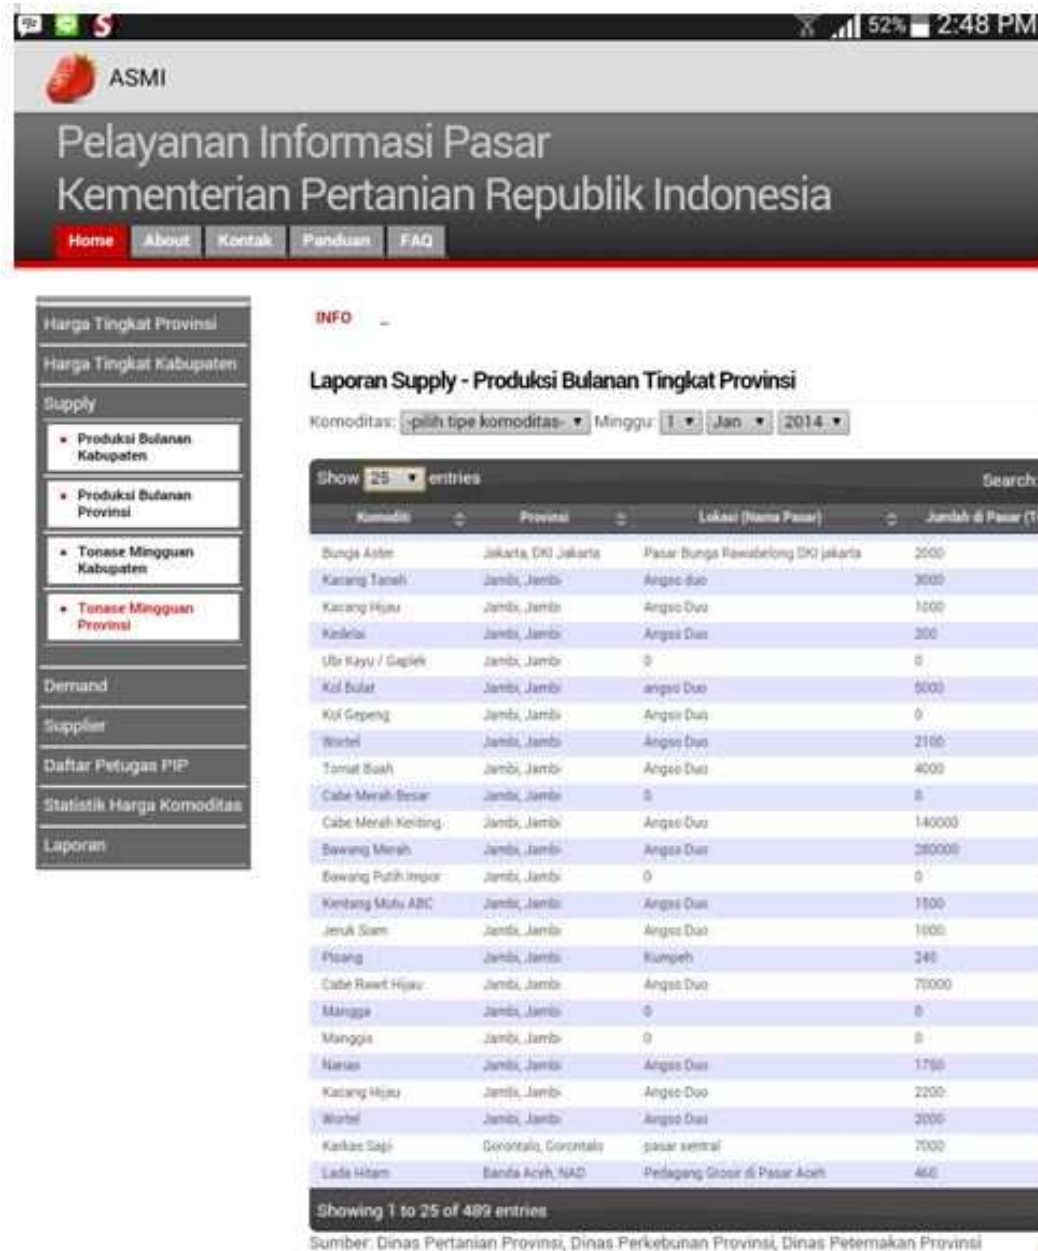 52% 2:48 PM
ASMI
Pelayanan Informasi Pasar
Kementerian Pertanian Republik Indonesia
Home About Kontak Panduan FAQ
Harga Tingkat Provinsi
Harga Tingkat Kabupaten
Supply
Produksi Bulanan
Kabupaten
Produksi Bulanan
Provinsi
Tonase Mingguan
Kabupaten
Tonase Mingguan
Provinsi
Demand
Supplier
Daftar Petugas PIP
Statistik Harga Komoditas
Laporan
INFO
Laporan Supply - Produksi Bulanan Tingkat Provinsi
Komoditas: -pilih tipe komoditas- Minggu: 1 Jan 2014
Show 25 entries Search:
Komoditi Provinsi Lokasi (Nama Pasar) Jumlah di Pasar (T
Bunga Aster Jakarta, DKI Jakarta Pasar Bunga Rawabelong DKI jakarta 2000
Kacang Tanah Jambi, Jambi Angso duo 3000
Kacang Hijau Jambi, Jambi Angso Duo 1000
Kedelai Jambi, Jambi Angso Duo 200
Ubi Kayu / Gaplek Jambi, Jambi 0 0
Kol Bulat Jambi, Jambi angso Duo 5000
Kol Gepeng Jambi, Jambi Angso Duo 0
Wortel Jambi, Jambi Angso Duo 2100
Tomat Buah Jambi, Jambi Angso Duo 4000
Cabe Merah Besar Jambi, Jambi 0 0
Cabe Merah Keriting Jambi, Jambi Angso Duo 140000
Bawang Merah Jambi, Jambi Angso Duo 280000
Bawang Putih Impor Jambi, Jambi 0 0
Kentang Mutu ABC Jambi, Jambi Angso Duo 1500
Jeruk Siam Jambi, Jambi Angso Duo 1000
Pisang Jambi, Jambi Kumpeh 240
Cabe Rawit Hijau Jambi, Jambi Angso Duo 70000
Mangga Jambi, Jambi 0 0
Manggis Jambi, Jambi 0 0
Nanas Jambi, Jambi Angso Duo 1750
Kacang Hijau Jambi, Jambi Angso Duo 2200
Wortel Jambi, Jambi Angso Duo 2000
Karkas Sapi Gorontalo, Gorontalo pasar sentral 7000
Lada Hitam Banda Aceh, NAD Pedagang Grosir di Pasar Aceh 460
Showing 1 to 25 of 489 entries
Sumber: Dinas Pertanian Provinsi, Dinas Perkebunan Provinsi, Dinas Peternakan Provinsi